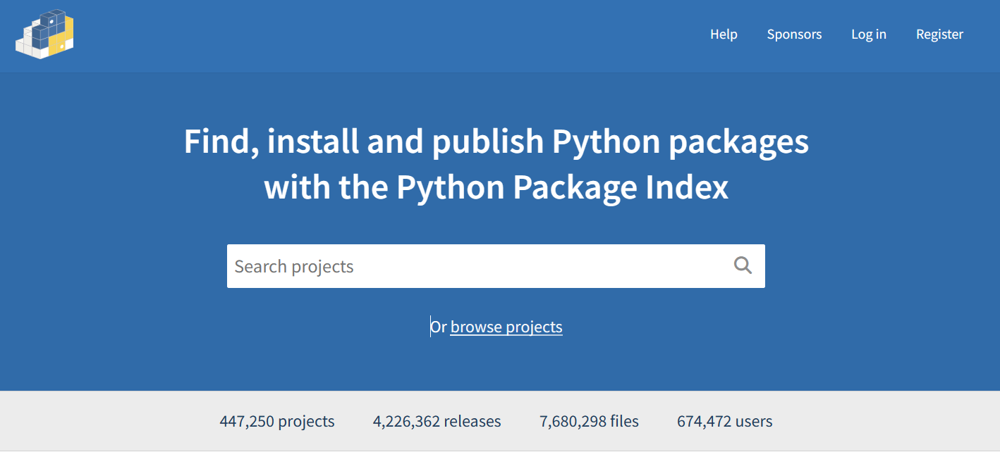 Help Sponsors Log in Register
Find, install and publish Python packages
with the Python Package Index
Search projects
Or browse projects
447,250 projects 4,226,362 releases 7,680,298 files 674,472 users